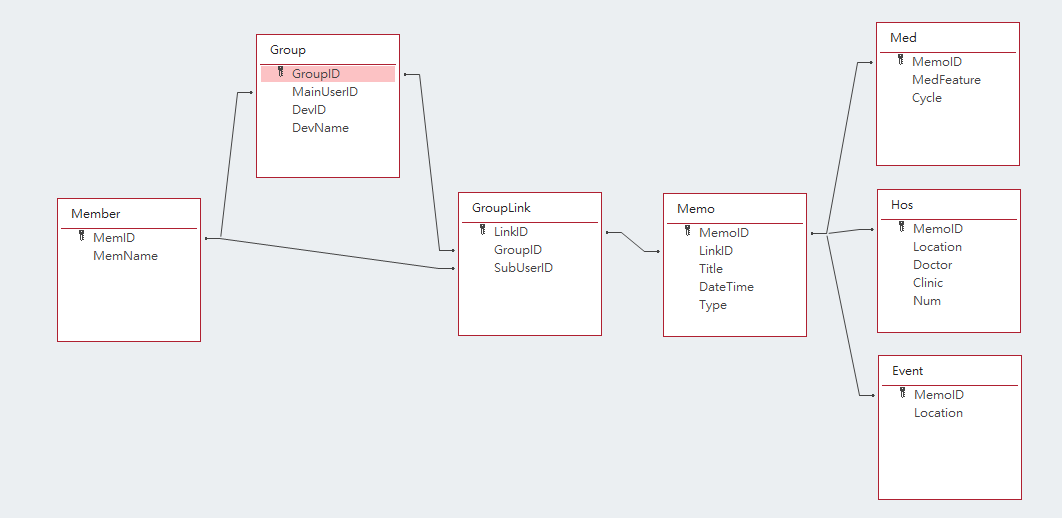 Group
GroupID
MainUserID
DevID
DevName
Member
MemID
MemName
GroupLink
LinkID
GroupID
SubUserID
Memo
MemoID
LinkID
Title
DateTime
Type
Med
MemoID
MedFeature
Cycle
Hos
MemoID
Location
Doctor
Clinic
Num
Event
MemoID
Location